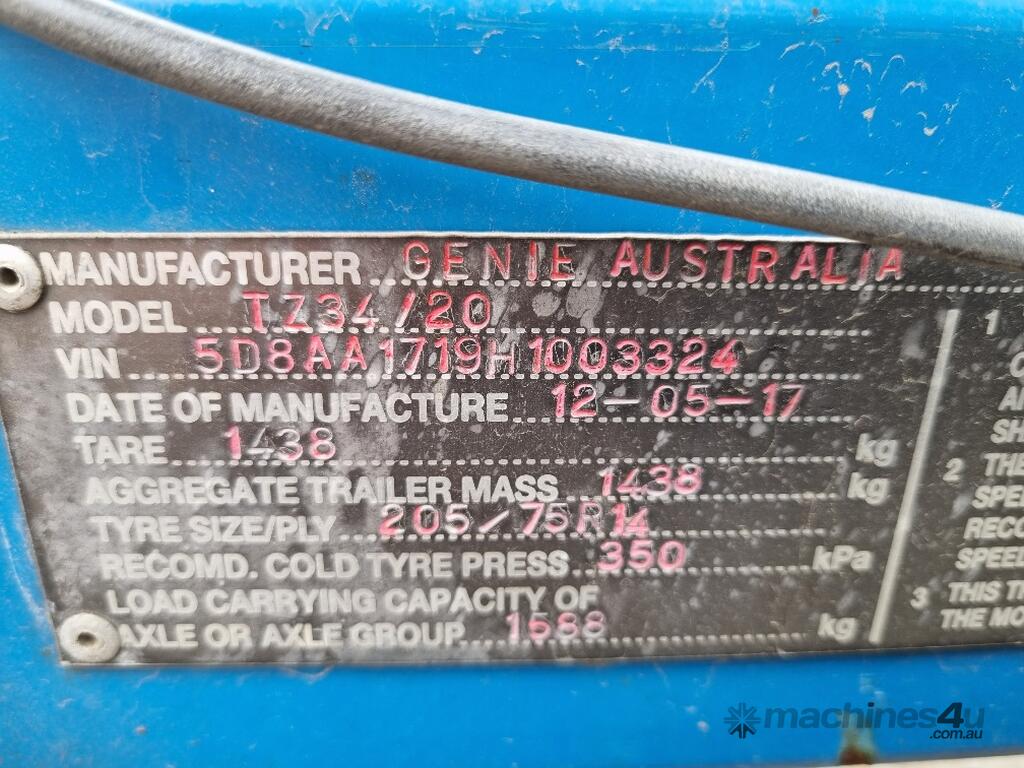 MANUFACTURER GENIE AUSTRALIA
MODEL TZ34/20
VIN 5D8AA1719H1003324
DATE OF MANUFACTURE 12-05-17
TARE 1438 kg
AGGREGATE TRAILER MASS 1438 kg
TYRE SIZE/PLY 205/75R14
RECOMD. COLD TYRE PRESS 350 kPa
LOAD CARRYING CAPACITY OF
AXLE OR AXLE GROUP 1588 kg
1
SH
2 THE
SPEE
RECO
SPEED
3 THIS T
THE MO
machines4u
.com.au